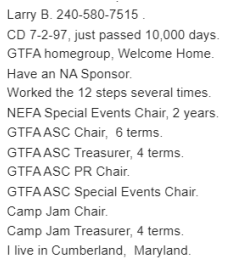 Larry B. 240-580-7515 .
CD 7-2-97, just passed 10,000 days.
GTFA homegroup, Welcome Home.
Have an NA Sponsor.
Worked the 12 steps several times.
NEFA Special Events Chair, 2 years.
GTFA ASC Chair,  6 terms.
GTFA ASC Treasurer, 4 terms.
GTFA ASC PR Chair.
GTFA ASC Special Events Chair.
Camp Jam Chair.
Camp Jam Treasurer, 4 terms.
I live in  Cumberland,  Maryland.